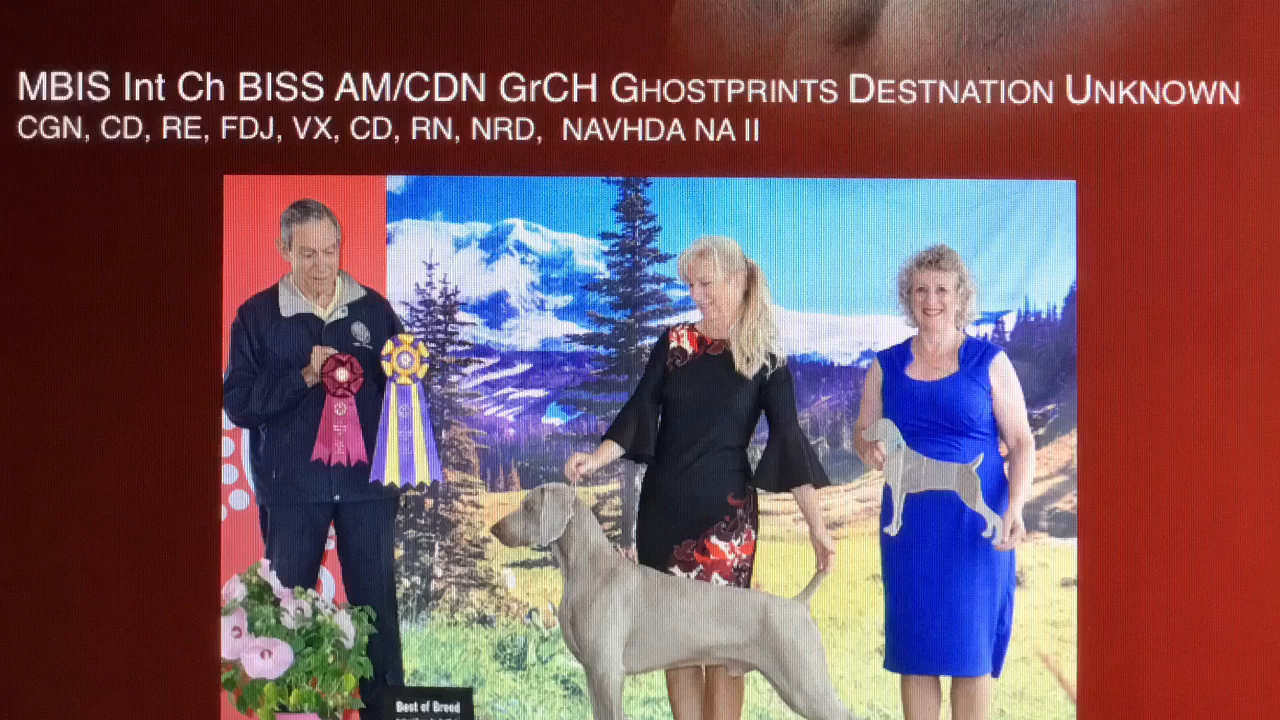 MBIS Int Ch BISS AM/CDN GrCH GHOSTPRINTS DESTNATION UNKNOWN
CGN, CD, RE, FDJ, VX, CD, RN, NRD, NAVHDA NA II
Best of Breed